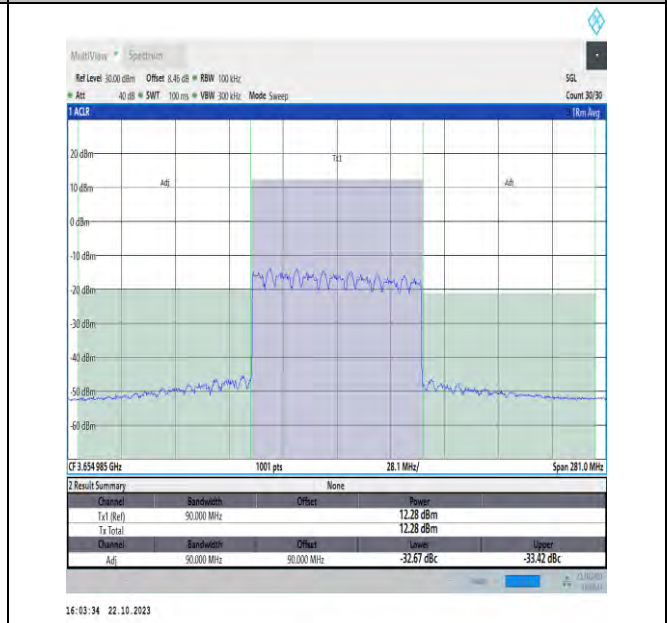 MultiView Spectrum
Ref Level 30.00 dBm Offset 8.46 dB RBW 100 kHz SGL
Att 40 dB SWT 100 ms VBW 300 kHz Mode Sweep Count 30/30
1 ACLR 1Rm Avg
20 dBm
Tx1
Adj Adj
10 dBm
0 dBm
-10 dBm
-20 dBm
-30 dBm
-40 dBm
-50 dBm
-60 dBm
CF 3.654 985 GHz 1001 pts 28.1 MHz/ Span 281.0 MHz
2 Result Summary None
Channel Bandwidth Offset Power
Tx1 (Ref) 90.000 MHz 12.28 dBm
Tx Total 12.28 dBm
Channel Bandwidth Offset Lower Upper
Adj 90.000 MHz 90.000 MHz -32.67 dBc -33.42 dBc
16:03:34 22.10.2023